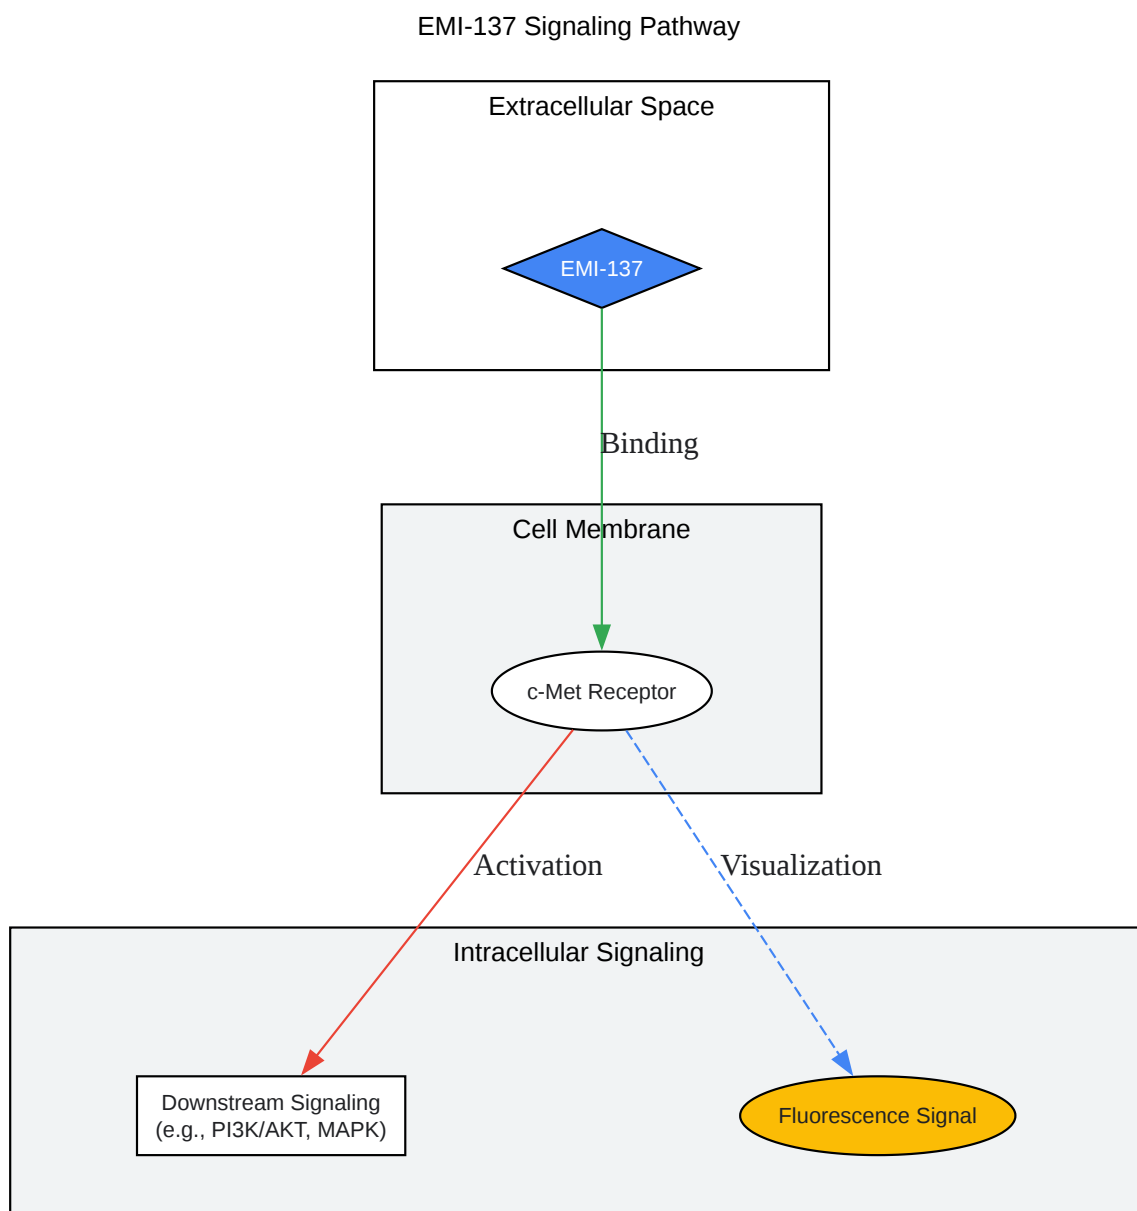 EMI-137 Signaling Pathway
Extracellular Space
EMI-137
Binding
Cell Membrane
c-Met Receptor
Activation
Visualization
Intracellular Signaling
Downstream Signaling
(e.g., PI3K/AKT, MAPK)
Fluorescence Signal